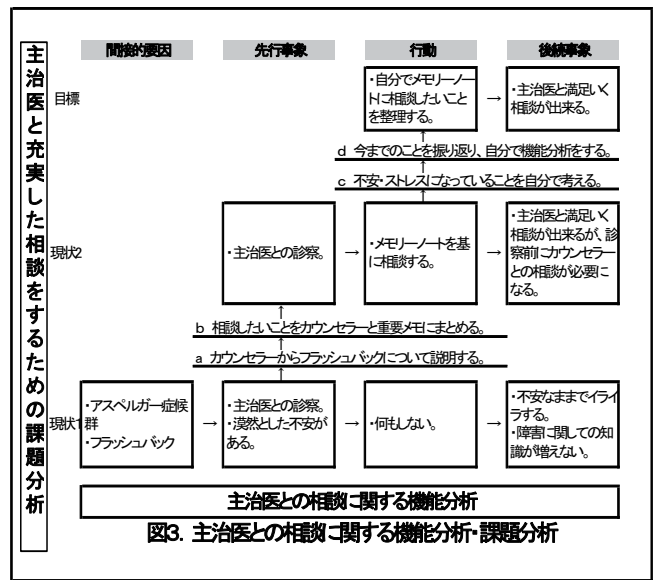 主治医と充実した相談をするための課題分析
間接的要因
先行事象
行動
後続事象
目標
・自分でメモリーノー
トに相談したいこと
を整理する。
→
・主治医と満足いく
相談が出来る。
↑
d 今までのことを振り返り、自分で機能分析をする。
↑
c 不安・ストレスになっていることを自分で考える。
↑
現状2
・主治医との診察。
→
・メモリーノートを基
に相談する。
→
・主治医と満足いく
相談が出来るが、診
察前にカウンセラー
との相談が必要に
なる。
↑
b 相談したいことをカウンセラーと重要メモにまとめる。
↑
a カウンセラーからフラッシュバックについて説明する。
↑
現状1
・アスペルガー症候
群
・フラッシュバック
→
・主治医との診察。
・漠然とした不安が
ある。
→
・何もしない。
→
・不安なままでイライ
ラする。
・障害に関しての知
識が増えない。
主治医との相談に関する機能分析
図3. 主治医との相談に関する機能分析・課題分析